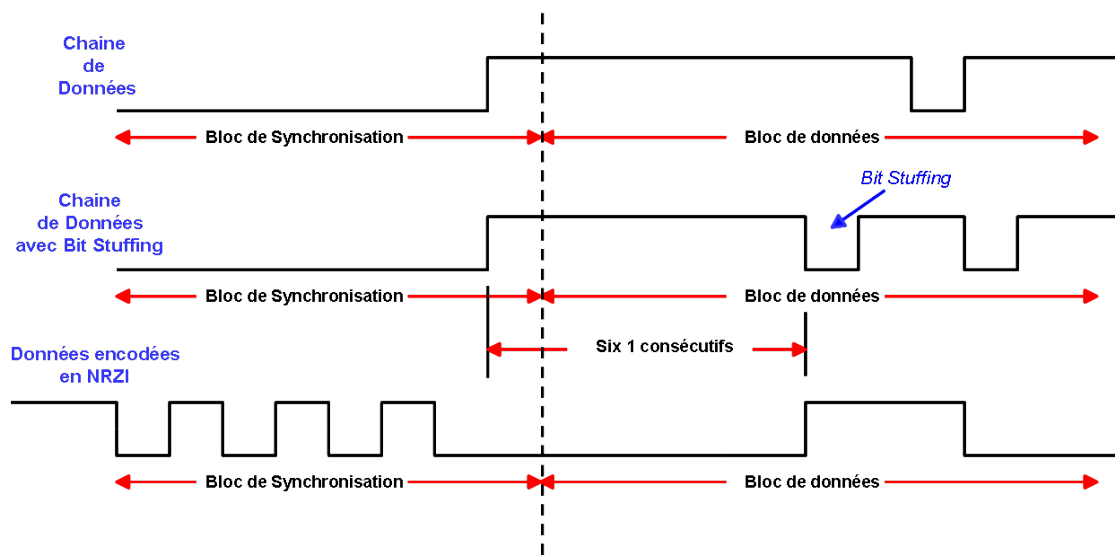 Chaine
de
Données
Bloc de Synchronisation
Bloc de données
Bit Stuffing
Chaine
de Données
avec Bit Stuffing
Bloc de Synchronisation
Bloc de données
Six 1 consécutifs
Données encodées
en NRZI
Bloc de Synchronisation
Bloc de données